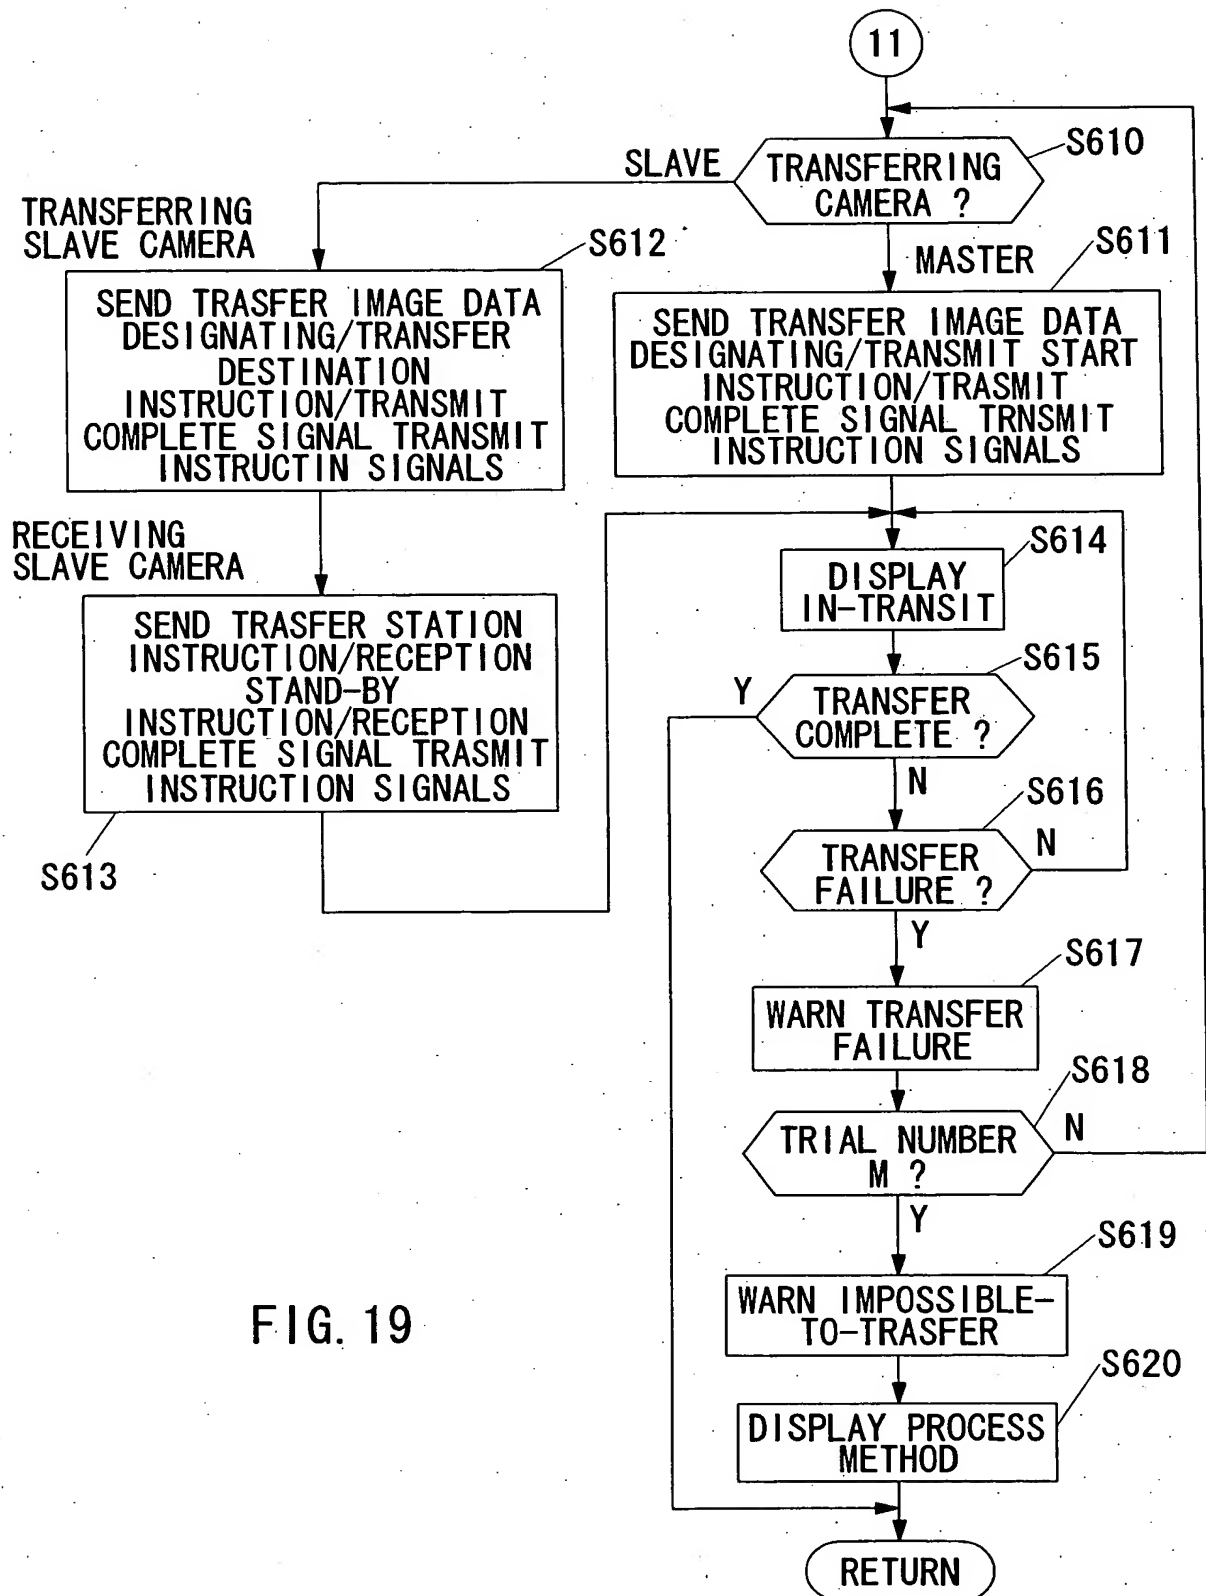 11
S610
TRANSFERRING
CAMERA ?
SLAVE
MASTER
TRANSFERRING
SLAVE CAMERA
S612
SEND TRASFER IMAGE DATA
DESIGNATING/TRANSFER
DESTINATION
INSTRUCTION/TRANSMIT
COMPLETE SIGNAL TRANSMIT
INSTRUCTIN SIGNALS
S611
SEND TRANSFER IMAGE DATA
DESIGNATING/TRANSMIT START
INSTRUCTION/TRASMIT
COMPLETE SIGNAL TRNSMIT
INSTRUCTION SIGNALS
RECEIVING
SLAVE CAMERA
SEND TRASFER STATION
INSTRUCTION/RECEPTION
STAND-BY
INSTRUCTION/RECEPTION
COMPLETE SIGNAL TRASMIT
INSTRUCTION SIGNALS
S613
S614
DISPLAY
IN-TRANSIT
S615
Y
TRANSFER
COMPLETE ?
N
S616
TRANSFER
FAILURE ?
N
Y
S617
WARN TRANSFER
FAILURE
S618
TRIAL NUMBER
M ?
N
Y
S619
WARN IMPOSSIBLE-
TO-TRASFER
S620
DISPLAY PROCESS
METHOD
RETURN
FIG. 19